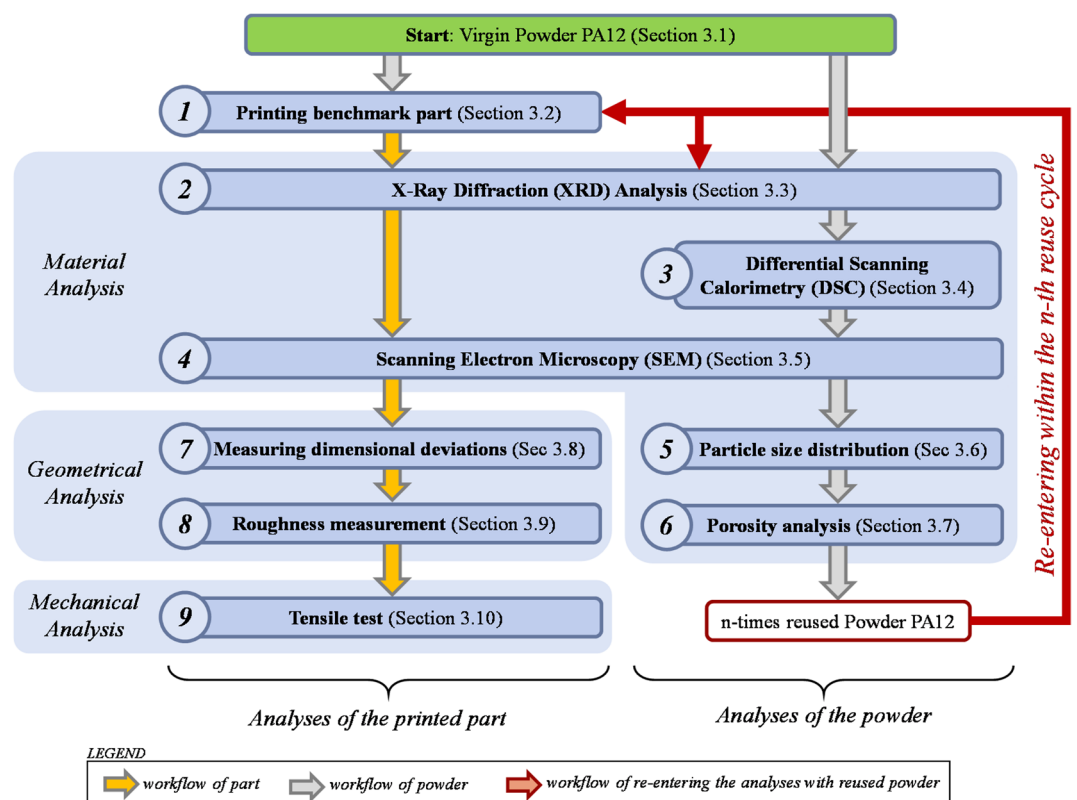 Start: Virgin Powder PA12 (Section 3.1)
1
Printing benchmark part (Section 3.2)
2
X-Ray Diffraction (XRD) Analysis (Section 3.3)
Material
Analysis
3
Differential Scanning
Calorimetry (DSC) (Section 3.4)
4
Scanning Electron Microscopy (SEM) (Section 3.5)
Geometrical
Analysis
7
Measuring dimensional deviations (Sec 3.8)
5
Particle size distribution (Sec 3.6)
8
Roughness measurement (Section 3.9)
6
Porosity analysis (Section 3.7)
Mechanical
Analysis
9
Tensile test (Section 3.10)
n-times reused Powder PA12
Re-entering within the n-th reuse cycle
Analyses of the printed part
Analyses of the powder
LEGEND
workflow of part
workflow of powder
workflow of re-entering the analyses with reused powder